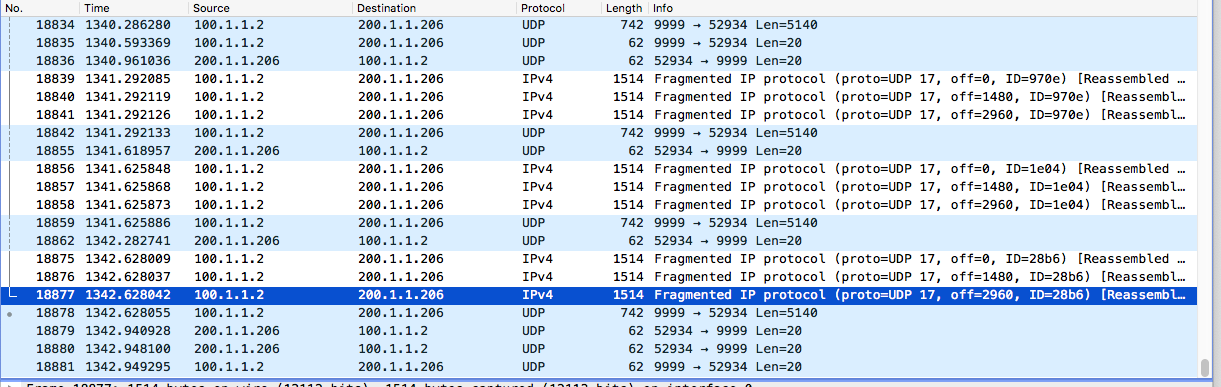 No. Time Source Destination Protocol Length Info
18834 1340.286280 100.1.1.2 200.1.1.206 UDP 742 9999 → 52934 Len=5140
18835 1340.593369 100.1.1.2 200.1.1.206 UDP 62 9999 → 52934 Len=20
18836 1340.961036 200.1.1.206 100.1.1.2 UDP 62 52934 → 9999 Len=20
18839 1341.292085 100.1.1.2 200.1.1.206 IPv4 1514 Fragmented IP protocol (proto=UDP 17, off=0, ID=970e) [Reassembled …
18840 1341.292119 100.1.1.2 200.1.1.206 IPv4 1514 Fragmented IP protocol (proto=UDP 17, off=1480, ID=970e) [Reassembl…
18841 1341.292126 100.1.1.2 200.1.1.206 IPv4 1514 Fragmented IP protocol (proto=UDP 17, off=2960, ID=970e) [Reassembl…
18842 1341.292133 100.1.1.2 200.1.1.206 UDP 742 9999 → 52934 Len=5140
18855 1341.618957 200.1.1.206 100.1.1.2 UDP 62 52934 → 9999 Len=20
18856 1341.625848 100.1.1.2 200.1.1.206 IPv4 1514 Fragmented IP protocol (proto=UDP 17, off=0, ID=1e04) [Reassembled …
18857 1341.625868 100.1.1.2 200.1.1.206 IPv4 1514 Fragmented IP protocol (proto=UDP 17, off=1480, ID=1e04) [Reassembl…
18858 1341.625873 100.1.1.2 200.1.1.206 IPv4 1514 Fragmented IP protocol (proto=UDP 17, off=2960, ID=1e04) [Reassembl…
18859 1341.625886 100.1.1.2 200.1.1.206 UDP 742 9999 → 52934 Len=5140
18862 1342.282741 200.1.1.206 100.1.1.2 UDP 62 52934 → 9999 Len=20
18875 1342.628009 100.1.1.2 200.1.1.206 IPv4 1514 Fragmented IP protocol (proto=UDP 17, off=0, ID=28b6) [Reassembled …
18876 1342.628037 100.1.1.2 200.1.1.206 IPv4 1514 Fragmented IP protocol (proto=UDP 17, off=1480, ID=28b6) [Reassembl…
18877 1342.628042 100.1.1.2 200.1.1.206 IPv4 1514 Fragmented IP protocol (proto=UDP 17, off=2960, ID=28b6) [Reassembl…
18878 1342.628055 100.1.1.2 200.1.1.206 UDP 742 9999 → 52934 Len=5140
18879 1342.940928 200.1.1.206 100.1.1.2 UDP 62 52934 → 9999 Len=20
18880 1342.948100 200.1.1.206 100.1.1.2 UDP 62 52934 → 9999 Len=20
18881 1342.949295 100.1.1.2 200.1.1.206 UDP 62 9999 → 52934 Len=20